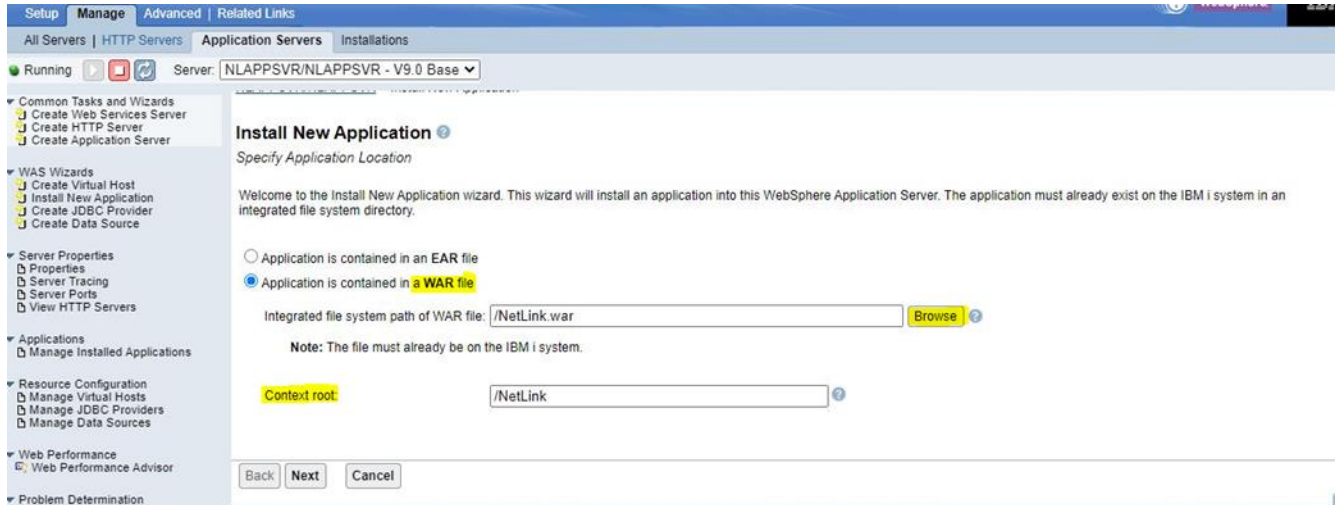 Setup Manage Advanced | Related Links
All Servers | HTTP Servers Application Servers Installations
Running Server: NLAPPSVR/NLAPPSVR - V9.0 Base
Common Tasks and Wizards
Create Web Services Server
Create HTTP Server
Create Application Server
WAS Wizards
Create Virtual Host
Install New Application
Create JDBC Provider
Create Data Source
Server Properties
Properties
Server Tracing
Server Ports
View HTTP Servers
Applications
Manage Installed Applications
Resource Configuration
Manage Virtual Hosts
Manage JDBC Providers
Manage Data Sources
Web Performance
Web Performance Advisor
Problem Determination
Install New Application
Specify Application Location
Welcome to the Install New Application wizard. This wizard will install an application into this WebSphere Application Server. The application must already exist on the IBM i system in an
integrated file system directory.
Application is contained in an EAR file
Application is contained in a WAR file
Integrated file system path of WAR file: /NetLink.war Browse
Note: The file must already be on the IBM i system.
Context root: /NetLink
Back Next Cancel